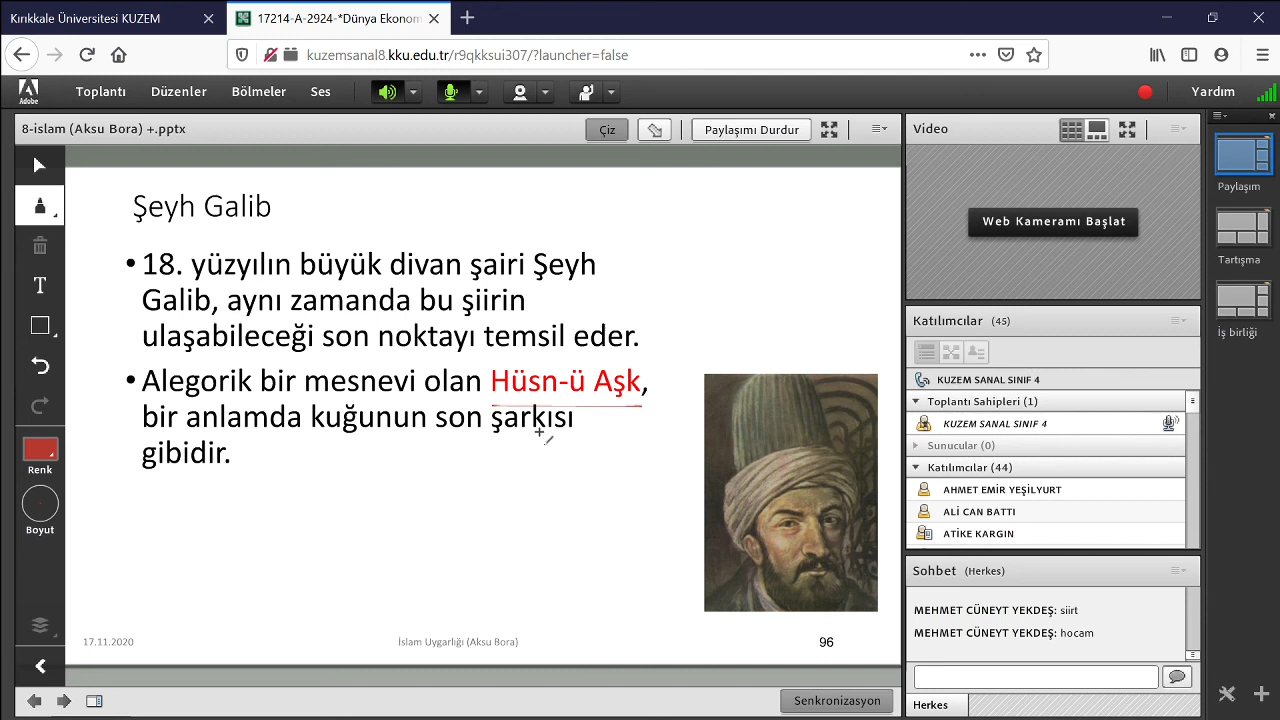 Kırıkkale Üniversitesi KUZEM
17214-A-2924-*Dünya Ekonom
kuzemsanal8.kku.edu.tr/r9qkksui307/?launcher=false
Adobe
Toplantı
Düzenler
Bölmeler
Ses
Yardım
8-islam (Aksu Bora) +.pptx
Çiz
Paylaşımı Durdur
T
Renk
Boyut
Şeyh Galib
• 18. yüzyılın büyük divan şairi Şeyh
Galib, aynı zamanda bu şiirin
ulaşabileceği son noktayı temsil eder.
• Alegorik bir mesnevi olan Hüsn-ü Aşk,
bir anlamda kuğunun son şarkısı
gibidir.
17.11.2020
İslam Uygarlığı (Aksu Bora)
96
Senkronizasyon
Video
Web Kameramı Başlat
Katılımcılar (45)
KUZEM SANAL SINIF 4
Toplantı Sahipleri (1)
KUZEM SANAL SINIF 4
Sunucular (0)
Katılımcılar (44)
AHMET EMİR YEŞİLYURT
ALİ CAN BATTI
ATİKE KARGIN
Sohbet (Herkes)
MEHMET CÜNEYT YEKDEŞ: siirt
MEHMET CÜNEYT YEKDEŞ: hocam
Herkes
Paylaşım
Tartışma
İş birliği